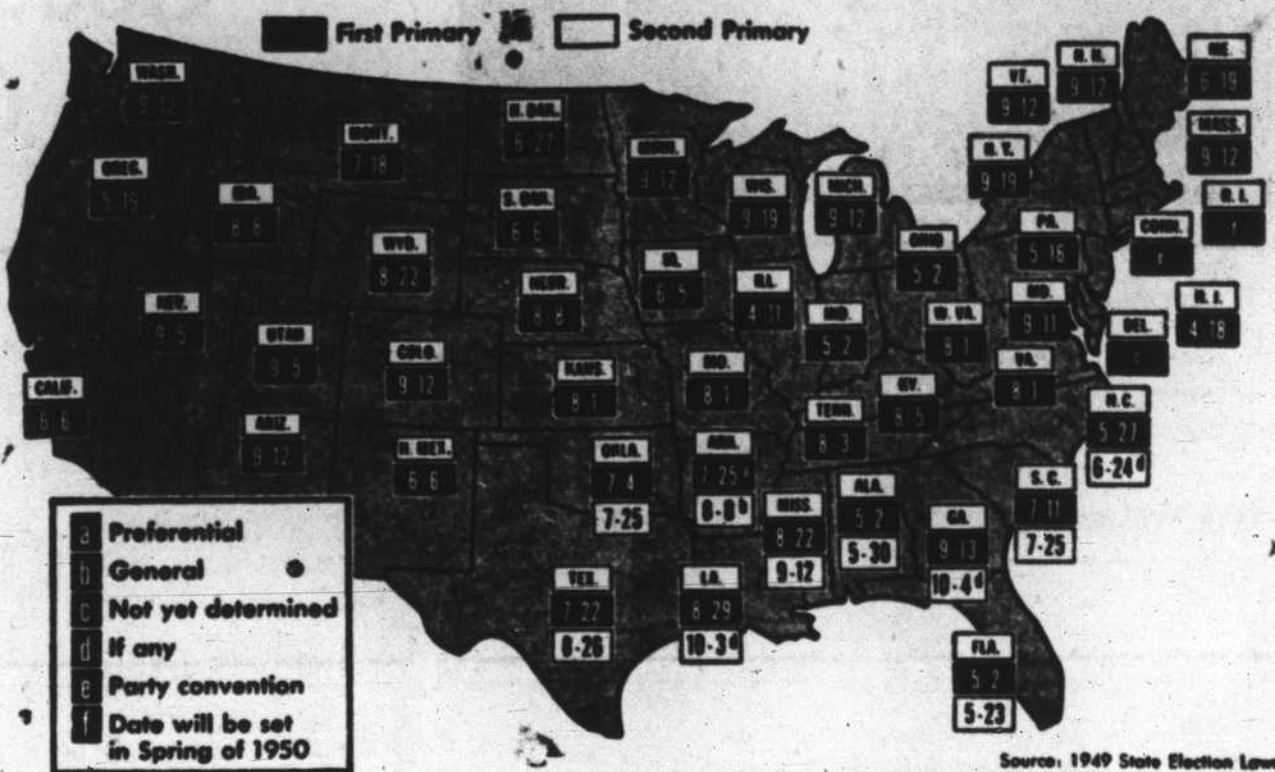 First Primary
Second Primary
WASH.
9 12
OREG.
5 19
CALIF.
6 6
NEV.
9 5
IDA.
8 8
MONT.
7 18
WYO.
8 22
UTAH
9 5
ARIZ.
9 12
COLO.
9 12
N. MEX.
6 6
N. DAK.
6 27
S. DAK.
6 6
NEBR.
8 8
KANS.
8 1
OKLA.
7 4
7-25
TEX.
7 22
8-26
MINN.
9 12
IA.
6 5
MO.
8 1
ARK.
7 25 a
8-8 b
LA.
8 29
10-3 d
WIS.
9 19
ILL.
4 11
MICH.
9 12
IND.
5 2
OHIO
5 2
KY.
8 5
TENN.
8 3
MISS.
8 22
9-12
ALA.
5 2
5-30
GA.
9 13
10-4 d
FLA.
5 2
5-23
S. C.
7 11
7-25
N. C.
5 27
6-24 d
VA.
8 1
W. VA.
8 1
MD.
9 11
DEL.
PA.
5 16
N. J.
4 18
N. Y.
9 19
CONN.
R. I.
MASS.
9 12
VT.
9 12
N. H.
9 12
ME.
6 19
a Preferential
b General
c Not yet determined
d If any
e Party convention
f Date will be set
in Spring of 1950
Source: 1949 State Election Laws